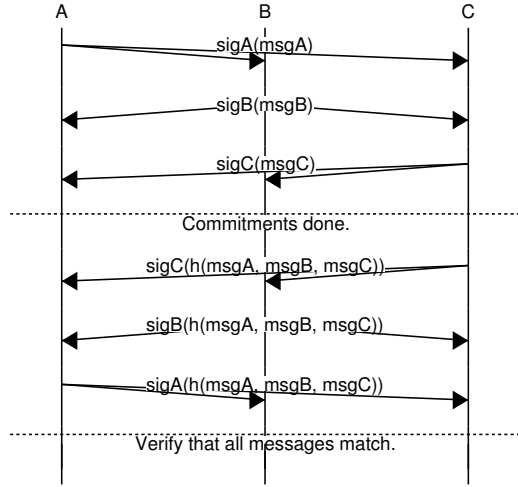 A B C
sigA(msgA)
sigB(msgB)
sigC(msgC)
Commitments done.
sigC(h(msgA, msgB, msgC))
sigB(h(msgA, msgB, msgC))
sigA(h(msgA, msgB, msgC))
Verify that all messages match.